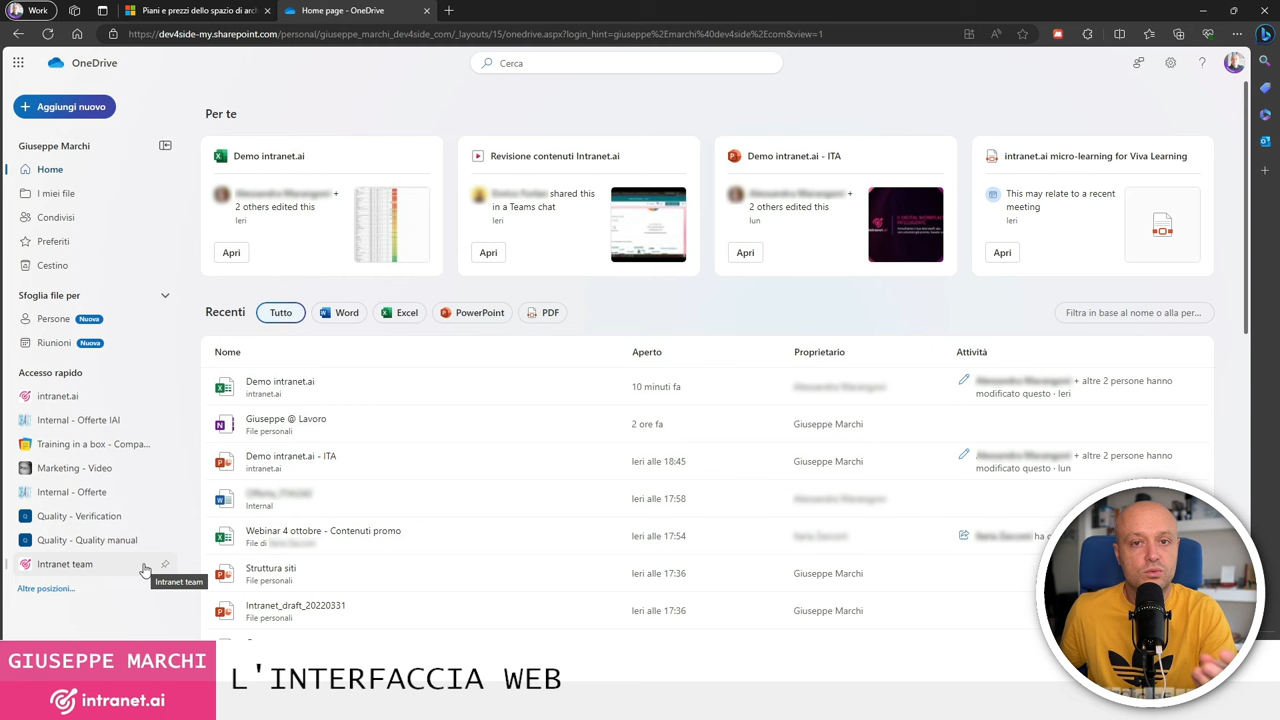 Work
Piani e prezzi dello spazio di arc
Home page - OneDrive
https://dev4side-my.sharepoint.com/personal/giuseppe_marchi_dev4side_com/_layouts/15/onedrive.aspx?login_hint=giuseppe%2Emarchi%40dev4side%2Ecom&view=1
OneDrive
Cerca
Aggiungi nuovo
Giuseppe Marchi
Home
I miei file
Condivisi
Preferiti
Cestino
Sfoglia file per
Persone Nuova
Riunioni Nuova
Accesso rapido
intranet.ai
Internal - Offerte IAI
Training in a box - Compa...
Marketing - Video
Internal - Offerte
Quality - Verification
Quality - Quality manual
Intranet team
Intranet team
Altre posizioni...
Per te
Demo intranet.ai
+
2 others edited this
Ieri
Apri
Revisione contenuti Intranet.ai
shared this
in a Teams chat
Ieri
Apri
Demo intranet.ai - ITA
+
2 others edited this
lun
Apri
intranet.ai micro-learning for Viva Learning
This may relate to a recent
meeting
Ieri
Apri
Recenti
Tutto
Word
Excel
PowerPoint
PDF
Filtra in base al nome o alla per...
Nome Aperto Proprietario Attività
Demo intranet.ai
intranet.ai
10 minuti fa
+ altre 2 persone hanno
modificato questo · Ieri
Giuseppe @ Lavoro
File personali
2 ore fa
Giuseppe Marchi
Demo intranet.ai - ITA
intranet.ai
Ieri alle 18:45
Giuseppe Marchi
+ altre 2 persone hanno
modificato questo · lun
Internal
Ieri alle 17:58
Webinar 4 ottobre - Contenuti promo
File di
Ieri alle 17:54
ha c
Struttura siti
File personali
Ieri alle 17:36
Giuseppe Marchi
Intranet_draft_20220331
File personali
Ieri alle 17:36
Giuseppe Marchi
GIUSEPPE MARCHI
intranet.ai
L'INTERFACCIA WEB